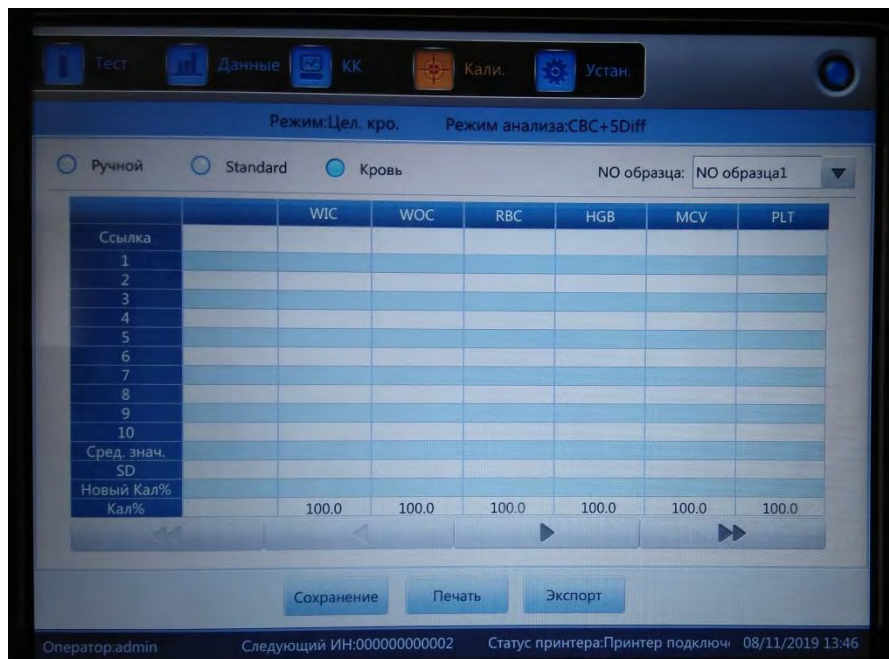 Тест Данные КК Кали. Устан.
Режим:Цел. кро. Режим анализа:CBC+5Diff
Ручной Standard Кровь NO образца: NO образца1
WIC WOC RBC HGB MCV PLT
Ссылка
1
2
3
4
5
6
7
8
9
10
Сред. знач.
SD
Новый Кал%
Кал% 100.0 100.0 100.0 100.0 100.0 100.0
Сохранение Печать Экспорт
Оператор:admin Следующий ИН:000000000002 Статус принтера:Принтер подключ 08/11/2019 13:46